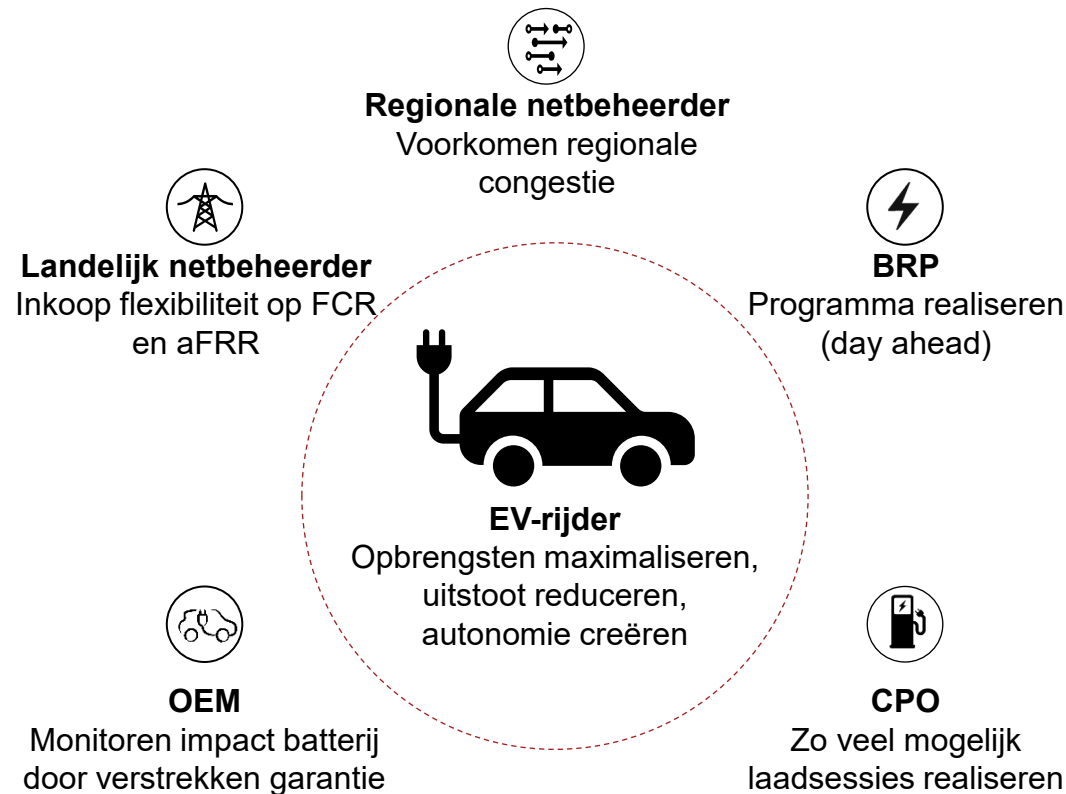 Regionale netbeheerder
Voorkomen regionale
congestie
Landelijk netbeheerder
Inkoop flexibiliteit op FCR
en aFRR
BRP
Programma realiseren
(day ahead)
EV-rijder
Opbrengsten maximaliseren,
uitstoot reduceren,
autonomie creëren
OEM
Monitoren impact batterij
door verstrekken garantie
CPO
Zo veel mogelijk
laadsessies realiseren